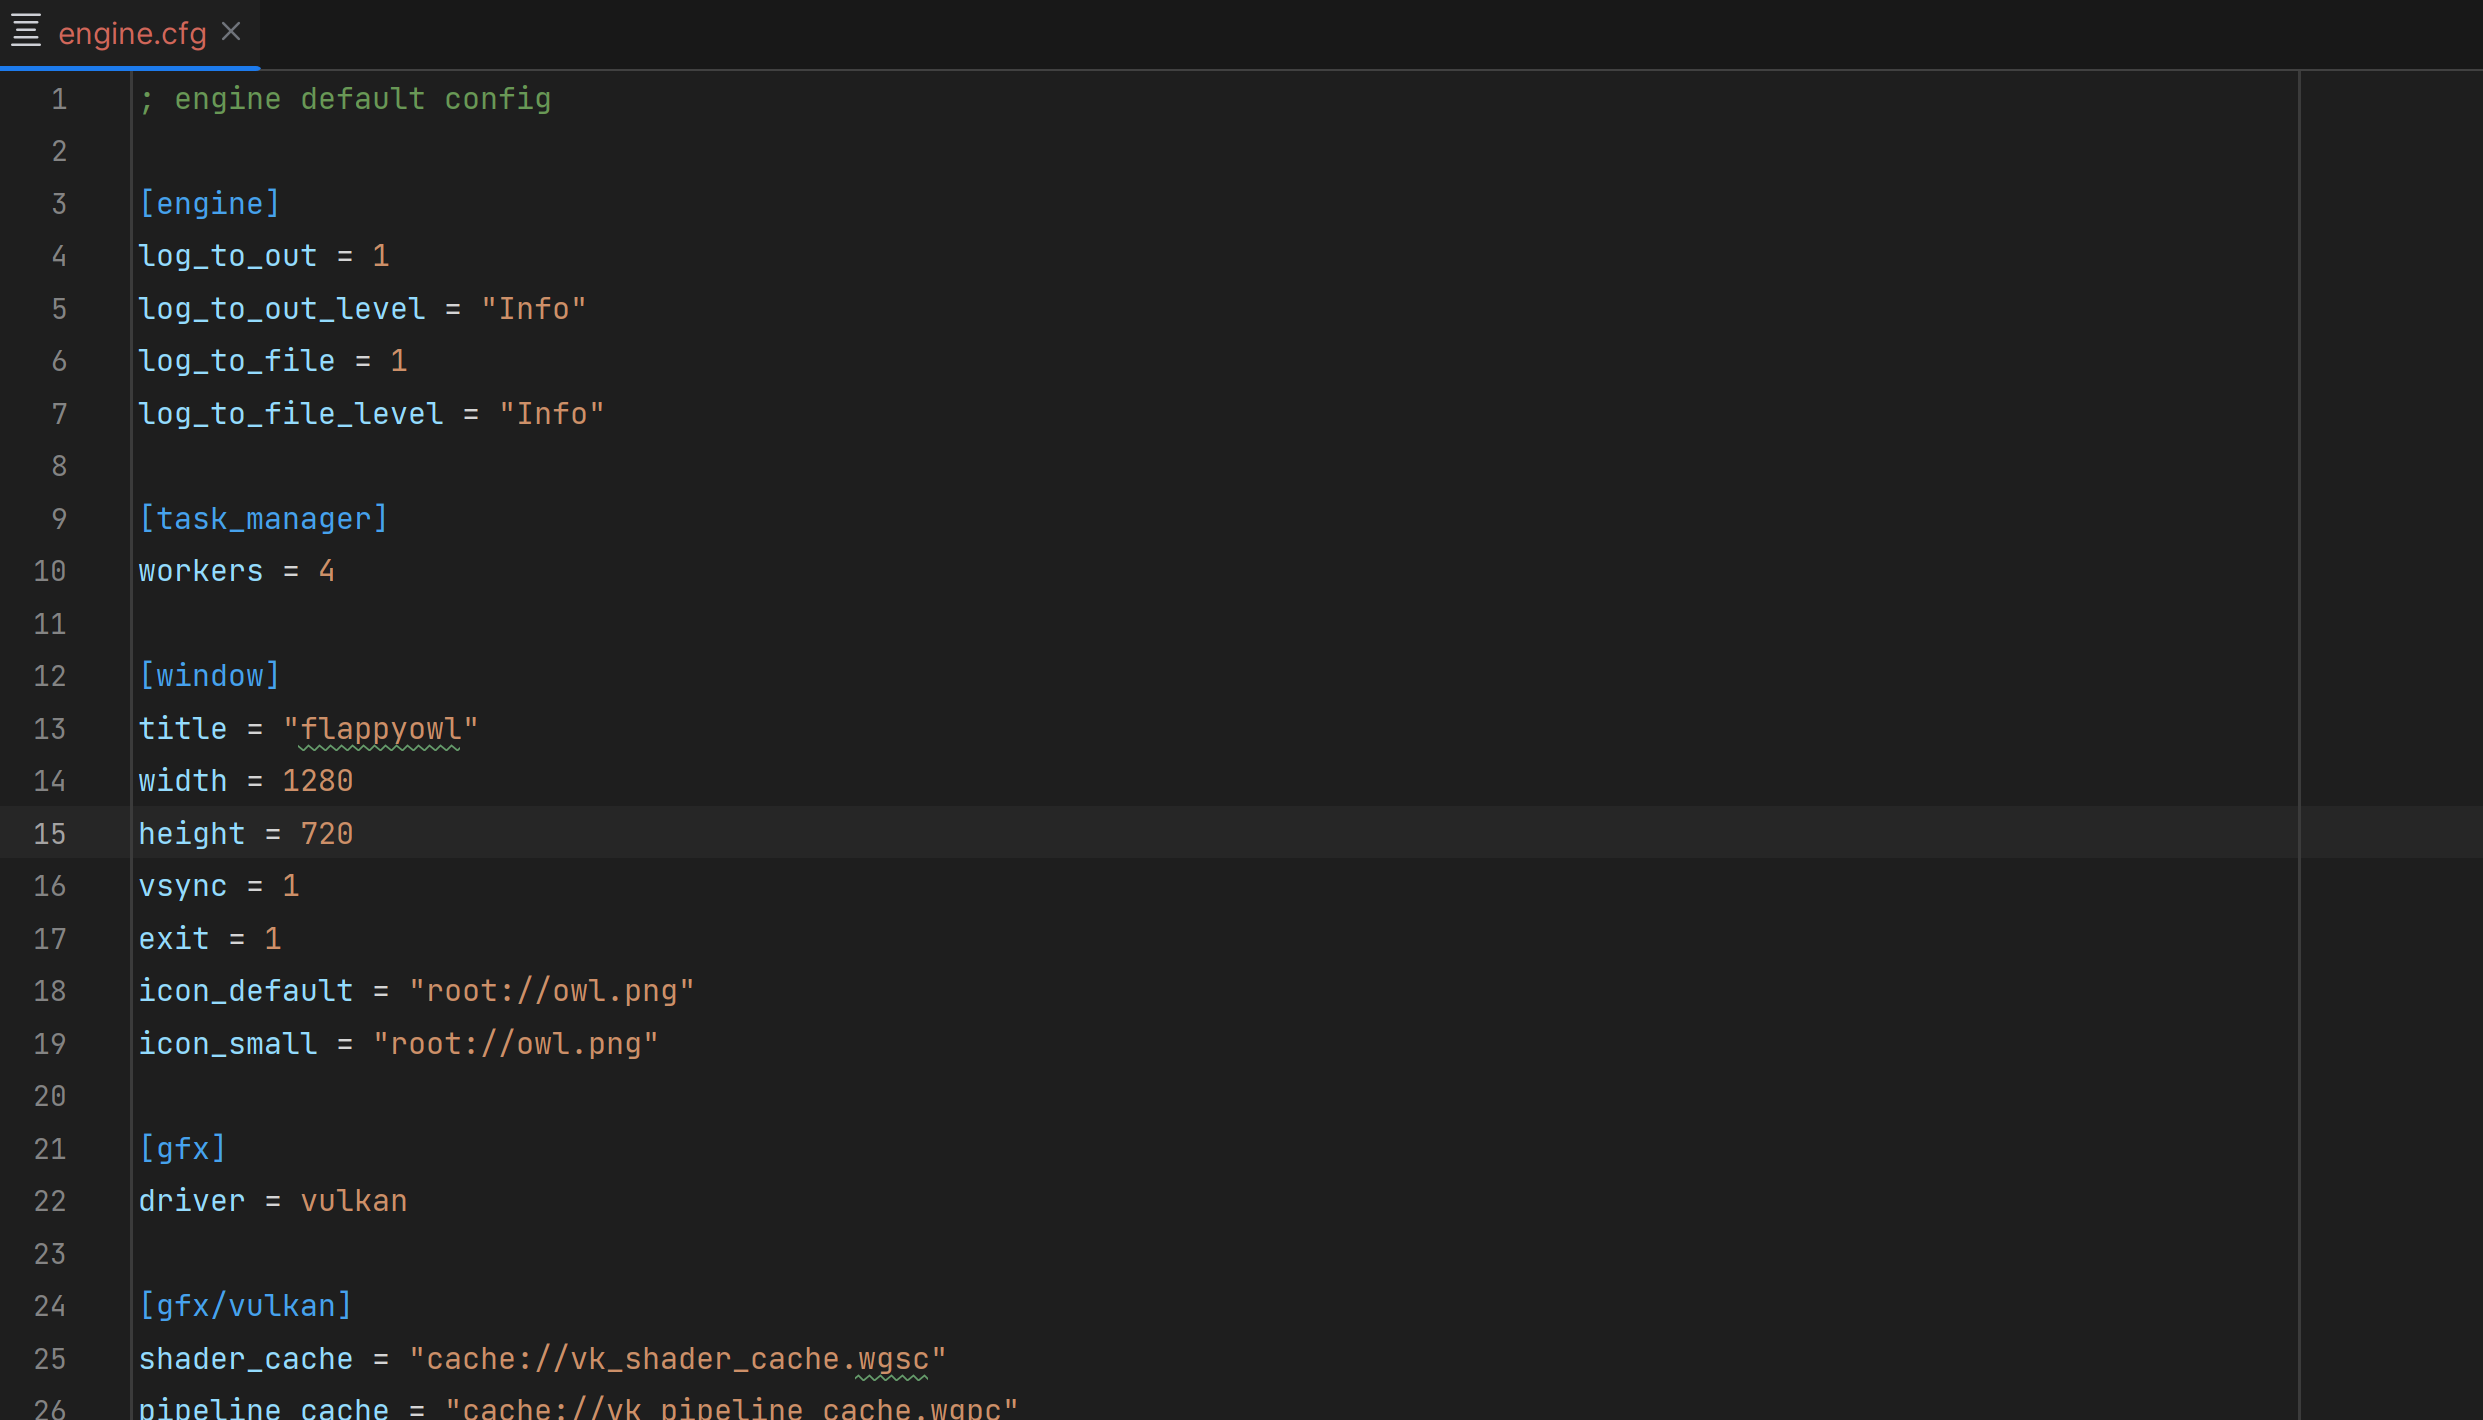 engine.cfg
1 ; engine default config
2
3 [engine]
4 log_to_out = 1
5 log_to_out_level = "Info"
6 log_to_file = 1
7 log_to_file_level = "Info"
8
9 [task_manager]
10 workers = 4
11
12 [window]
13 title = "flappyowl"
14 width = 1280
15 height = 720
16 vsync = 1
17 exit = 1
18 icon_default = "root://owl.png"
19 icon_small = "root://owl.png"
20
21 [gfx]
22 driver = vulkan
23
24 [gfx/vulkan]
25 shader_cache = "cache://vk_shader_cache.wgsc"
26 pipeline_cache = "cache://vk_pipeline_cache.wgpc"